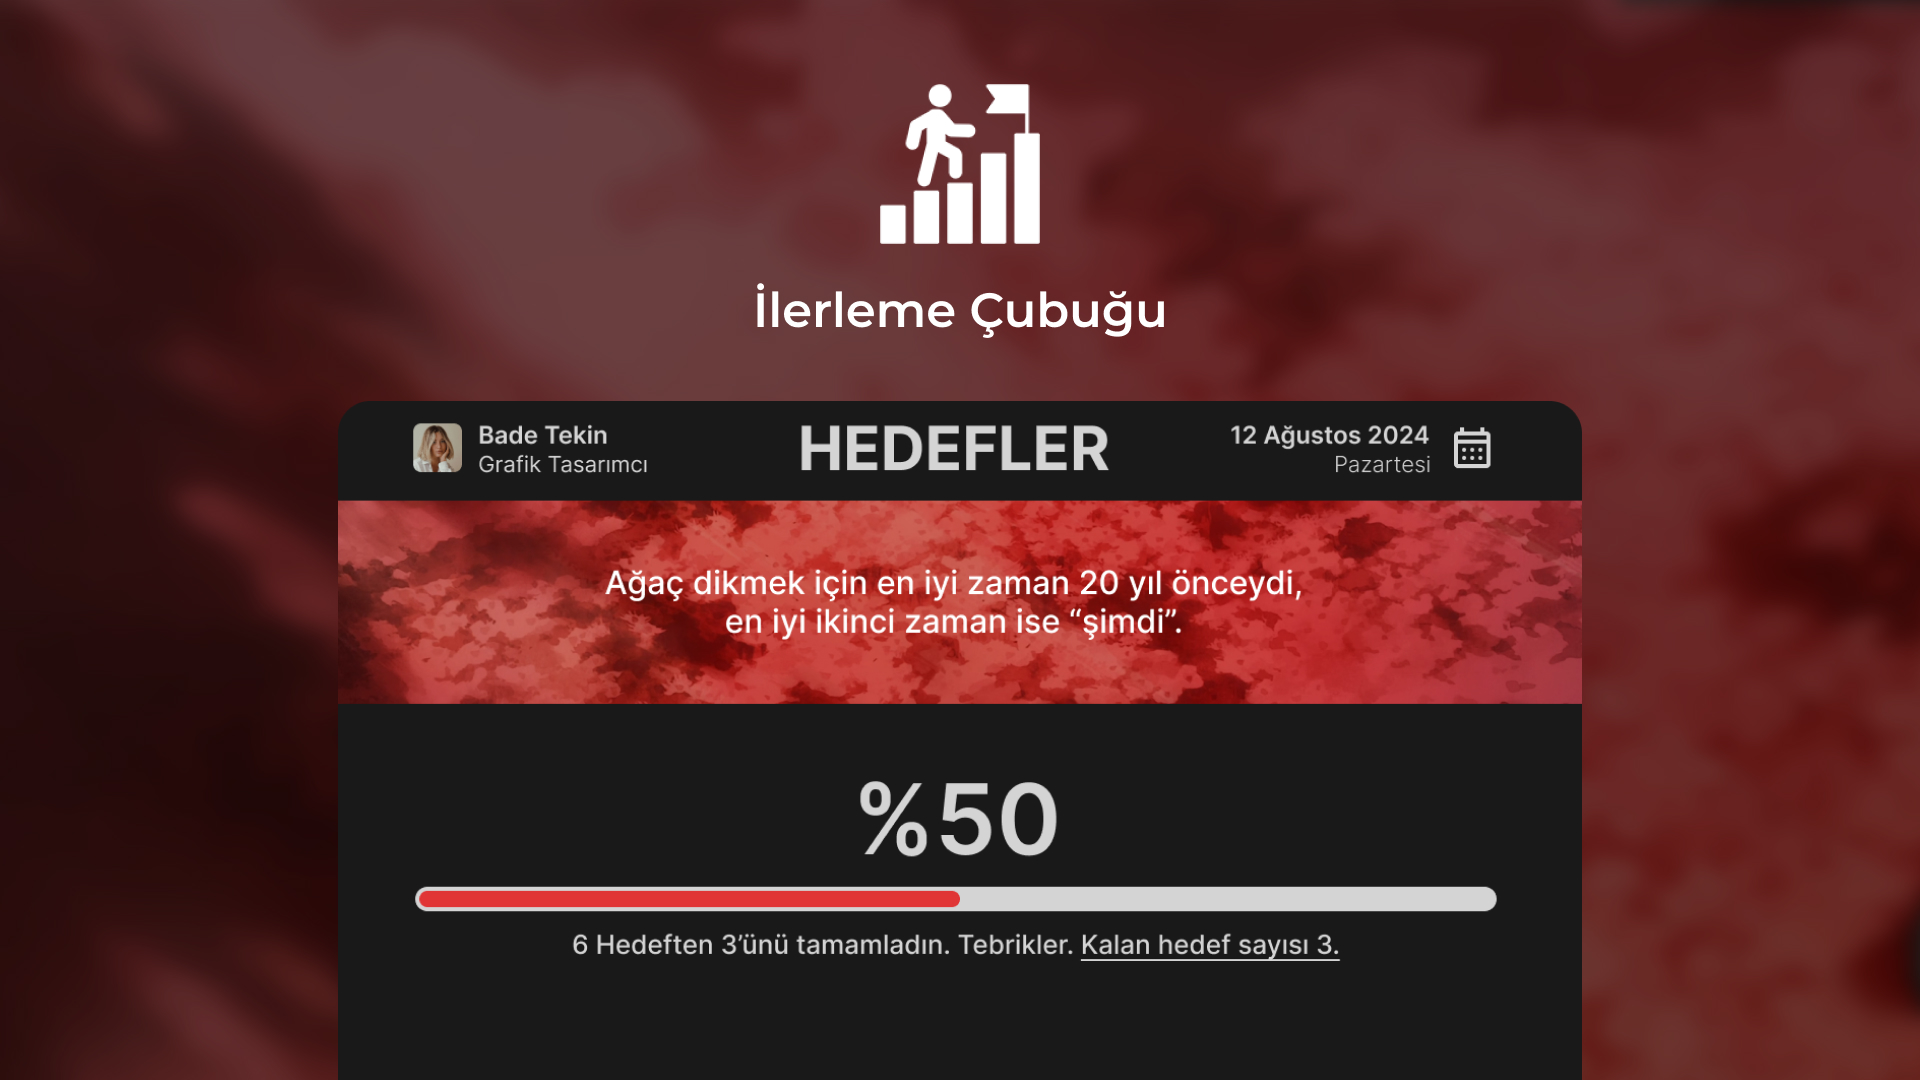 İlerleme Çubuğu
Bade Tekin
Grafik Tasarımcı
HEDEFLER
12 Ağustos 2024
Pazartesi
Ağaç dikmek için en iyi zaman 20 yıl önceydi,
en iyi ikinci zaman ise “şimdi”.
%50
6 Hedeften 3’ünü tamamladın. Tebrikler. Kalan hedef sayısı 3.